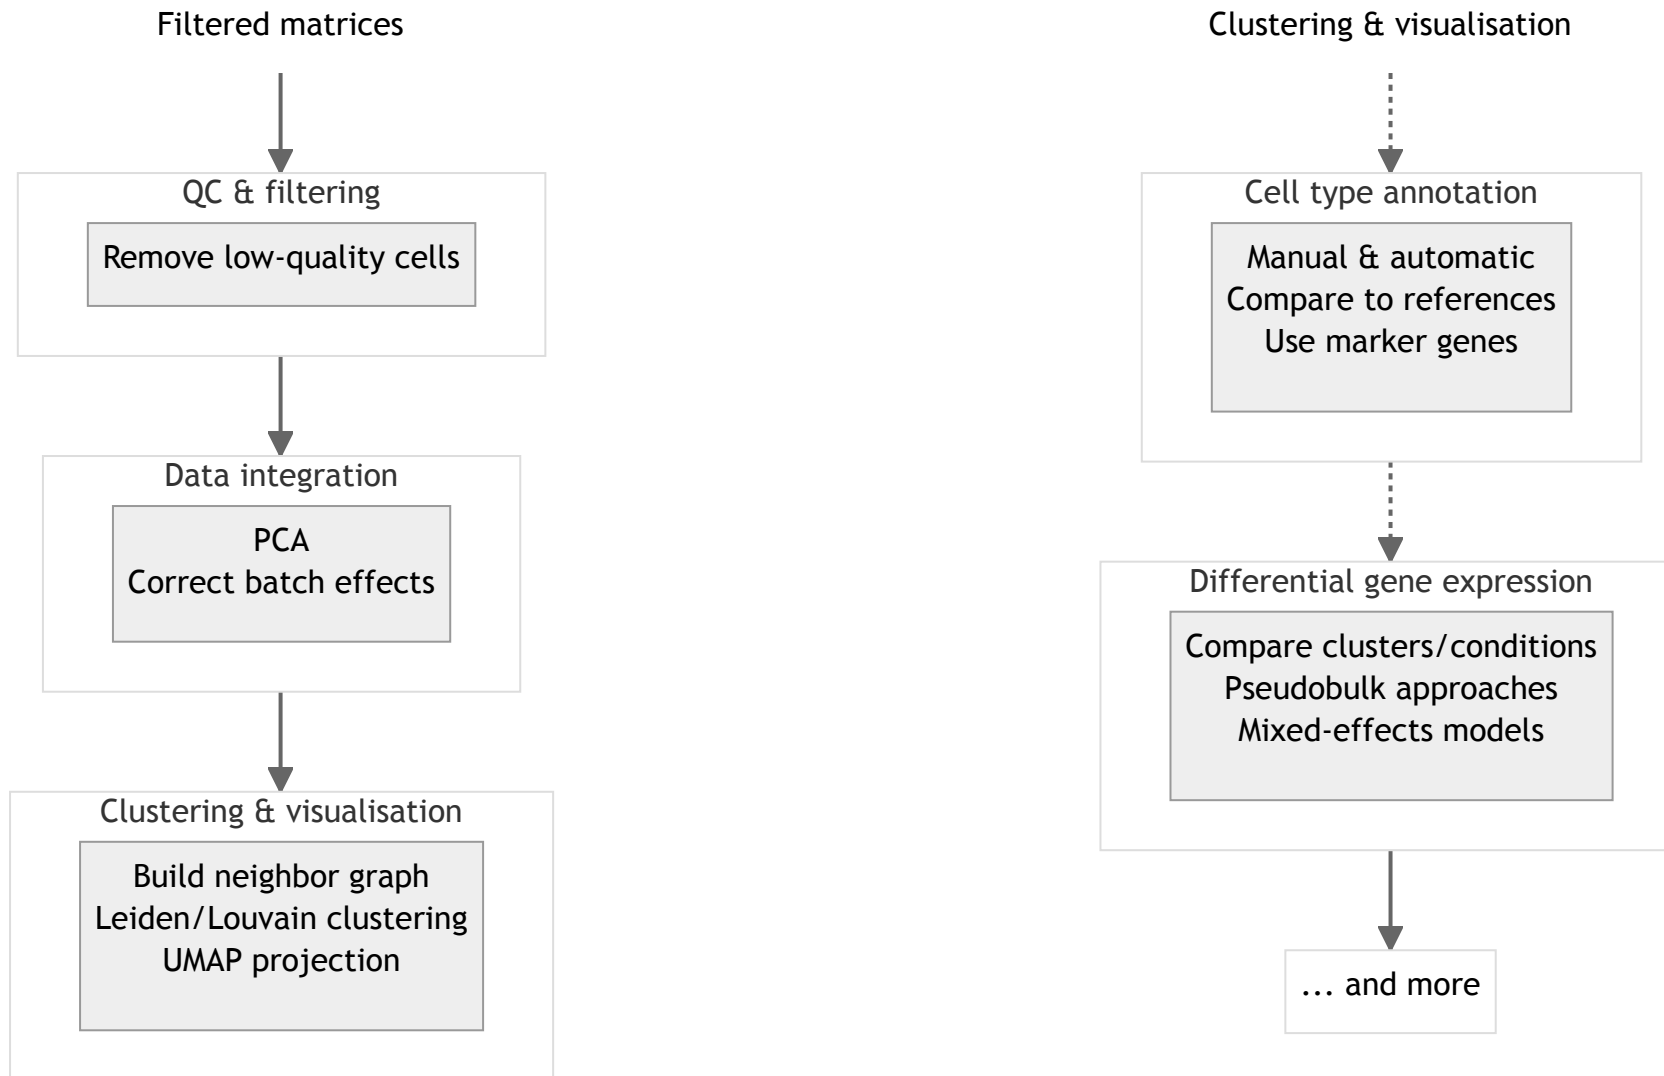 Filtered matrices
QC & filtering
Remove low-quality cells
Data integration
PCA
Correct batch effects
Clustering & visualisation
Build neighbor graph
Leiden/Louvain clustering
UMAP projection
Clustering & visualisation
Cell type annotation
Manual & automatic
Compare to references
Use marker genes
Differential gene expression
Compare clusters/conditions
Pseudobulk approaches
Mixed-effects models
... and more